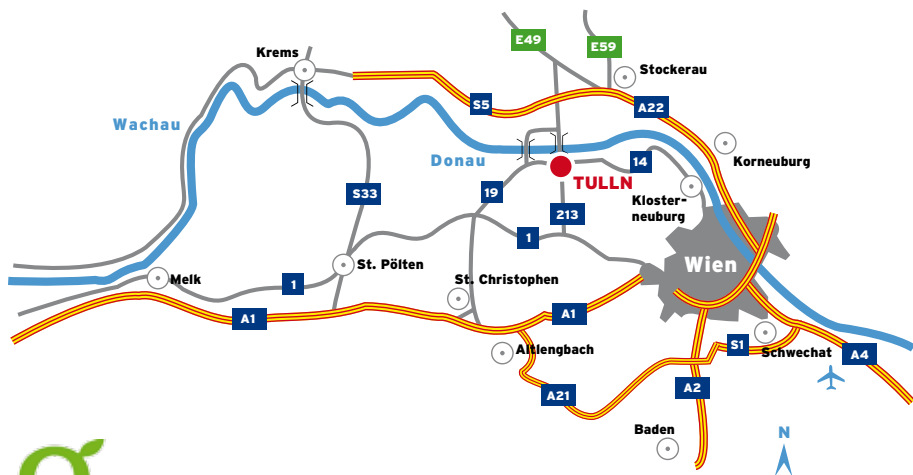 E49
E59
Krems
Stockerau
S5
A22
Wachau
Donau
Korneuburg
14
TULLN
19
S33
Kloster-
neuburg
213
1
St. Pölten
Wien
Melk
1
St. Christophen
A1
A1
Altlengbach
S1
Schwechat
A4
A21
A2
Baden
N
g